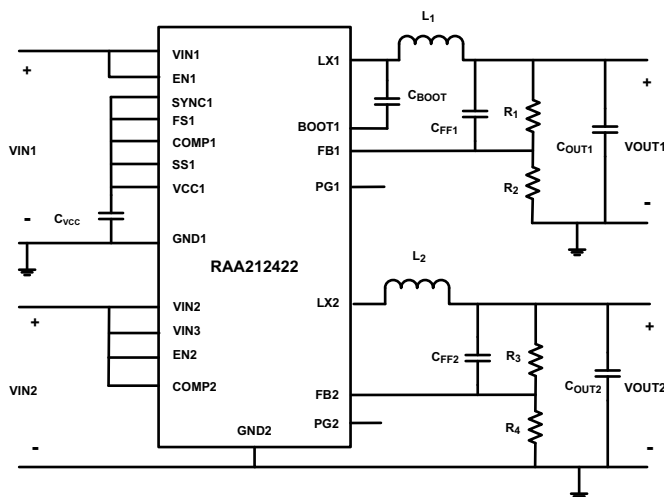 L1
VIN1
LX1
+
EN1
CBOOT
+
SYNC1
R1
FS1
BOOT1
CFF1
COUT1
VOUT1
VIN1
COMP1
FB1
SS1
R2
VCC1
PG1
-
CVCC
-
GND1
RAA212422
L2
VIN2
LX2
+
VIN3
+
EN2
CFF2
R3
COUT2
VOUT2
VIN2
COMP2
FB2
PG2
R4
GND2
-
-